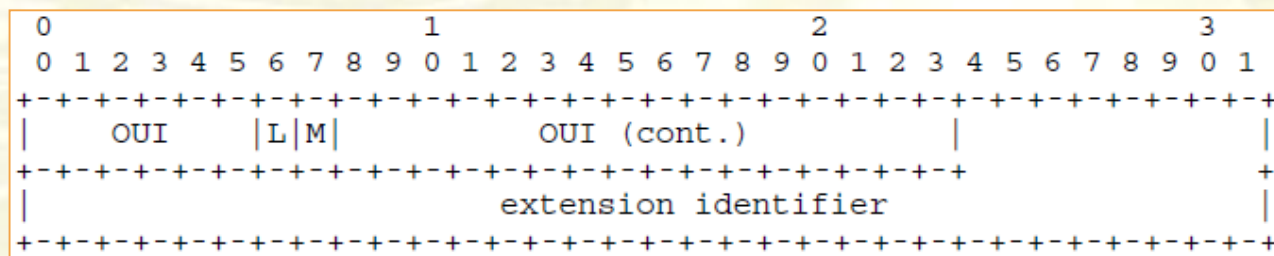 0                   1                   2                   3
 0 1 2 3 4 5 6 7 8 9 0 1 2 3 4 5 6 7 8 9 0 1 2 3 4 5 6 7 8 9 0 1
+-+-+-+-+-+-+-+-+-+-+-+-+-+-+-+-+-+-+-+-+-+-+-+-+-+-+-+-+-+-+-+-+
|    OUI    |L|M|          OUI (cont.)          |               |
+-+-+-+-+-+-+-+-+-+-+-+-+-+-+-+-+-+-+-+-+-+-+-+-+               +
|                        extension identifier                   |
+-+-+-+-+-+-+-+-+-+-+-+-+-+-+-+-+-+-+-+-+-+-+-+-+-+-+-+-+-+-+-+-+